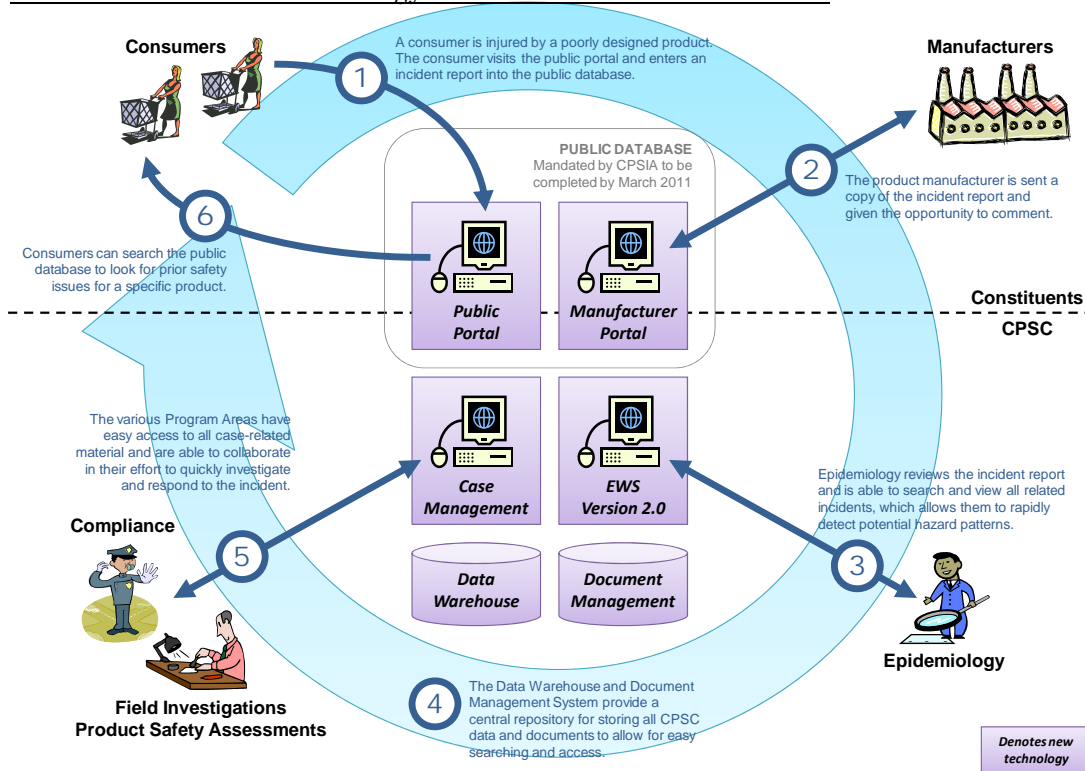 Consumers
A consumer is injured by a poorly designed product.
The consumer visits the public portal and enters an
incident report into the public database.
1
Manufacturers
PUBLIC DATABASE
Mandated by CPSIA to be
completed by March 2011
2
The product manufacturer is sent a
copy of the incident report and
given the opportunity to comment.
6
Consumers can search the public
database to look for prior safety
issues for a specific product.
Public
Portal
Manufacturer
Portal
Constituents
CPSC
The various Program Areas have
easy access to all case-related
material and are able to collaborate
in their effort to quickly investigate
and respond to the incident.
Case
Management
EWS
Version 2.0
Epidemiology reviews the incident report
and is able to search and view all related
incidents, which allows them to rapidly
detect potential hazard patterns.
Compliance
5
3
Data
Warehouse
Document
Management
Epidemiology
Field Investigations
Product Safety Assessments
4
The Data Warehouse and Document
Management System provide a
central repository for storing all CPSC
data and documents to allow for easy
searching and access.
Denotes new
technology